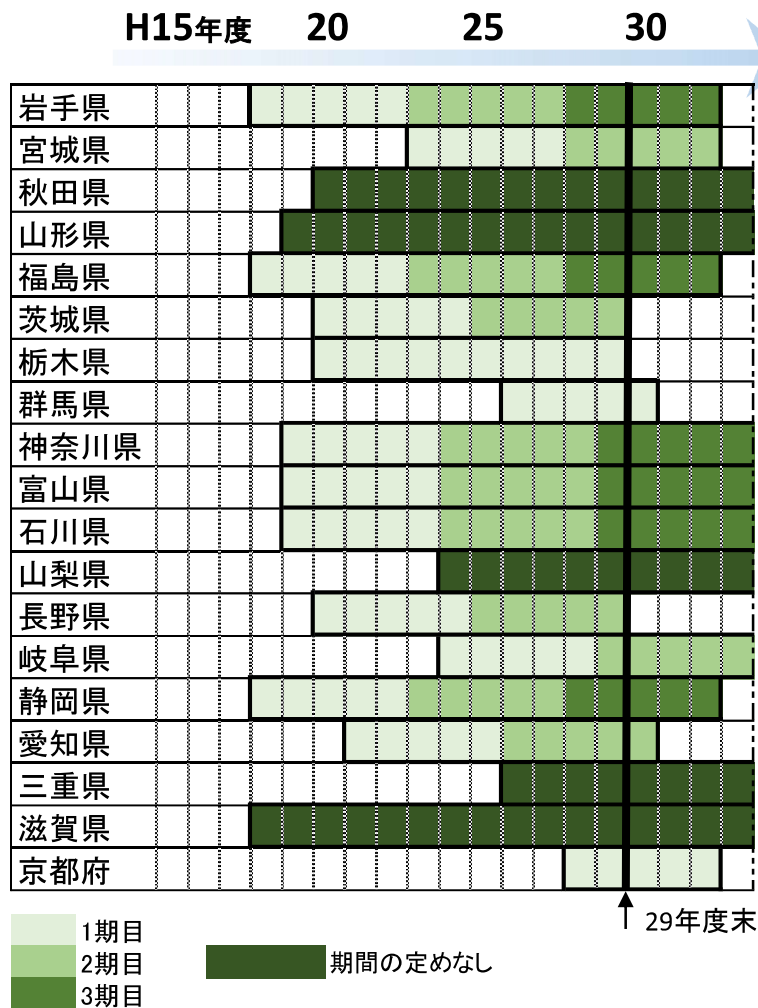 H15年度 20 25 30
岩手県
宮城県
秋田県
山形県
福島県
茨城県
栃木県
群馬県
神奈川県
富山県
石川県
山梨県
長野県
岐阜県
静岡県
愛知県
三重県
滋賀県
京都府
29年度末
1期目
2期目 期間の定めなし
3期目